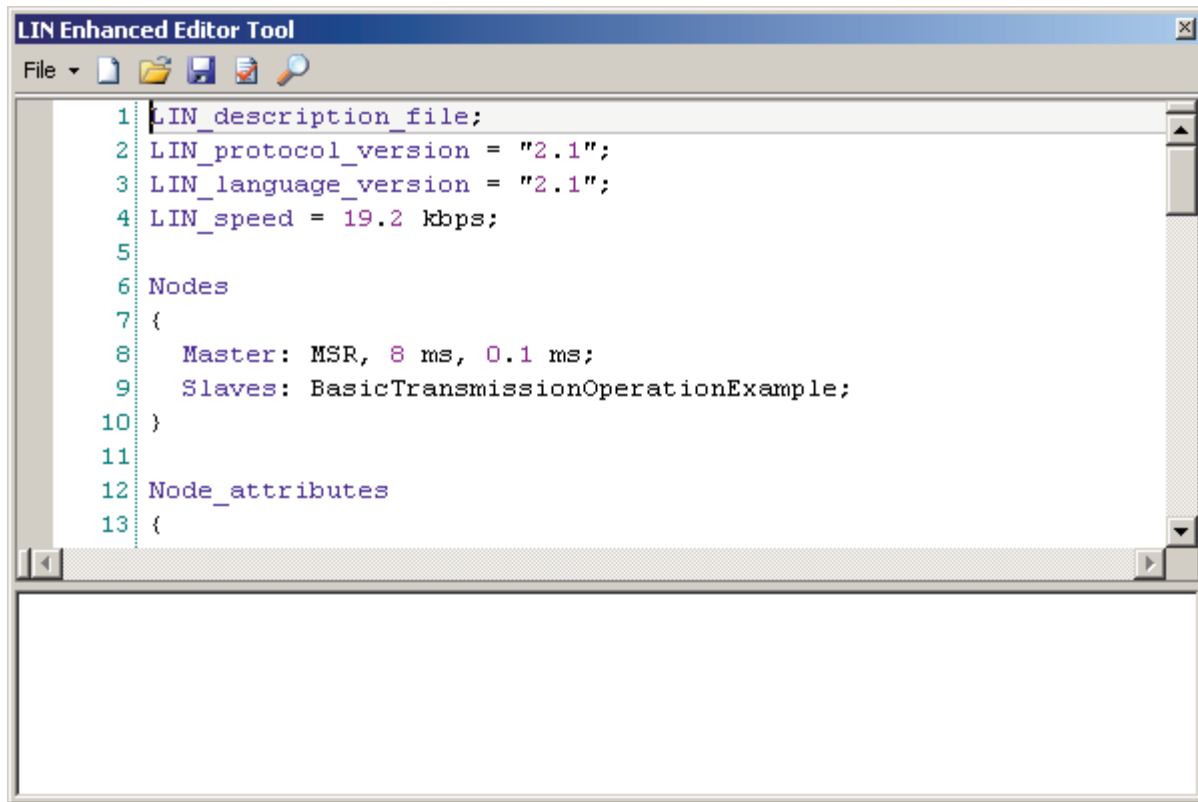 LIN Enhanced Editor Tool
File
1 LIN_description_file;
2 LIN_protocol_version = "2.1";
3 LIN_language_version = "2.1";
4 LIN_speed = 19.2 kbps;
5
6 Nodes
7 {
8   Master: MSR, 8 ms, 0.1 ms;
9   Slaves: BasicTransmissionOperationExample;
10 }
11
12 Node_attributes
13 {